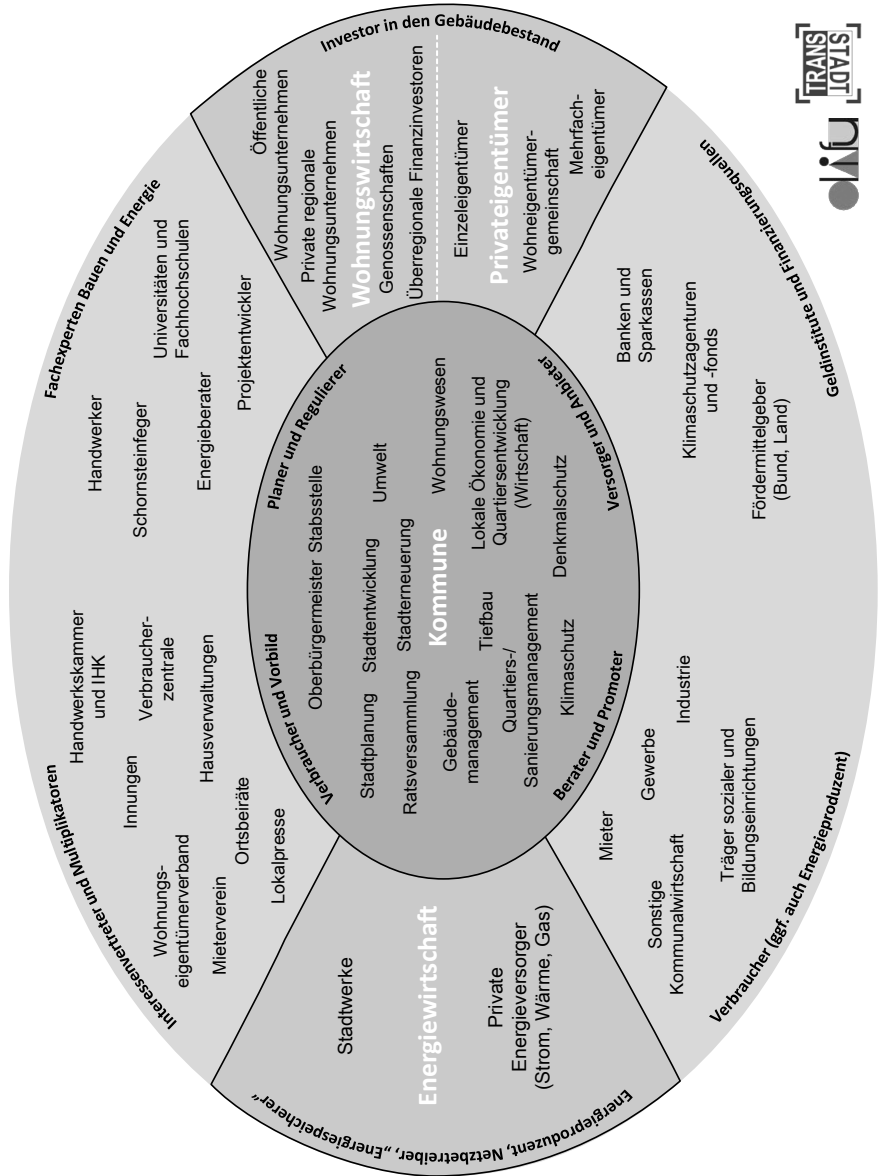 Interessenvertreter und Multiplikatoren
Handwerkskammer
und IHK
Innungen
Verbraucher-
zentrale
Wohnungs-
eigentümerverband
Hausverwaltungen
Mieterverein
Ortsbeiräte
Lokalpresse
Fachexperten Bauen und Energie
Handwerker
Schornsteinfeger
Universitäten und
Fachhochschulen
Energieberater
Projektentwickler
Energieproduzent, Netzbetreiber, „Energiespeicherer“
Stadtwerke
Energiewirtschaft
Private
Energieversorger
(Strom, Wärme, Gas)
Verbraucher und Vorbild
Planer und Regulierer
Oberbürgermeister Stabsstelle
Stadtplanung
Stadtentwicklung
Umwelt
Ratsversammlung
Stadterneuerung
Kommune
Wohnungswesen
Gebäude-
management
Tiefbau
Lokale Ökonomie und
Quartiersentwicklung
(Wirtschaft)
Quartiers-/
Sanierungsmanagement
Klimaschutz
Denkmalschutz
Berater und Promoter
Versorger und Anbieter
Investor in den Gebäudebestand
Öffentliche
Wohnungsunternehmen
Private regionale
Wohnungsunternehmen
Wohnungswirtschaft
Genossenschaften
Überregionale Finanzinvestoren
Einzeleigentümer
Privateigentümer
Wohneigentümer-
gemeinschaft
Mehrfach-
eigentümer
Mieter
Gewerbe
Sonstige
Kommunalwirtschaft
Industrie
Träger sozialer und
Bildungseinrichtungen
Verbraucher (ggf. auch Energieproduzent)
Banken und
Sparkassen
Klimaschutzagenturen
und -fonds
Fördermittelgeber
(Bund, Land)
Geldinstitute und Finanzierungsquellen
TRANS
STADT